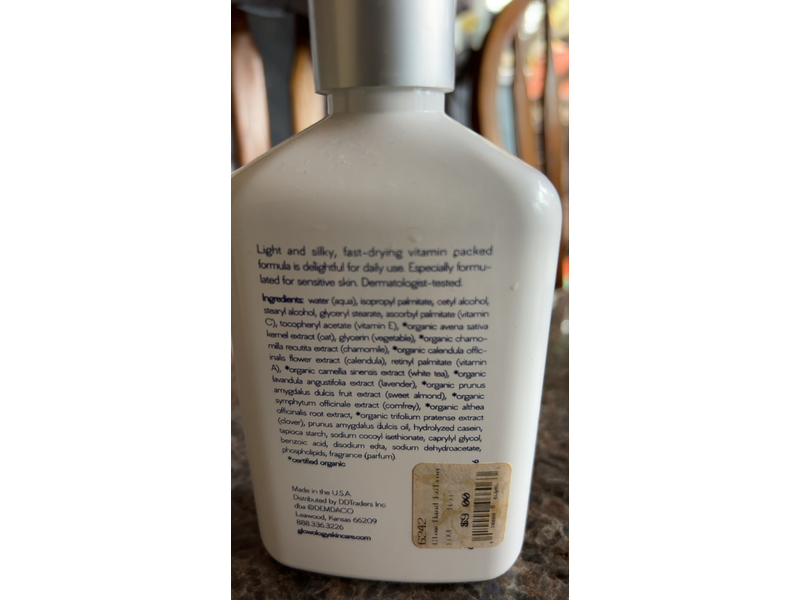 Light and silky, fast-drying vitamin packed
formula is delightful for daily use. Especially formu-
lated for sensitive skin. Dermatologist-tested.
Ingredients: water (aqua), isopropyl palmitate, cetyl alcohol,
stearyl alcohol, glyceryl stearate, ascorbyl palmitate (vitamin
C), tocopheryl acetate (vitamin E), *organic avena sativa
kernel extract (oat), glycerin (vegetable), *organic chamo-
milla recutita extract (chamomile), *organic calendula offic-
inalis flower extract (calendula), retinyl palmitate (vitamin
A), *organic camellia sinensis extract (white tea), *organic
lavandula angustifolia extract (lavender), *organic prunus
amygdalus dulcis fruit extract (sweet almond), *organic
symphytum officinale extract (comfrey), *organic althea
officinalis root extract, *organic trifolium pratense extract
(clover), prunus amygdalus dulcis oil, hydrolyzed casein,
tapioca starch, sodium cocoyl isethionate, caprylyl glycol,
benzoic acid, disodium edta, sodium dehydroacetate,
phospholipids, fragrance (parfum).
*certified organic
Made in the U.S.A.
Distributed by DDTraders Inc
dba ©DEMDACO
Leawood, Kansas 66209
888.336.3226
glowologyskincare.com
6242
Hand Lotion
$9 00